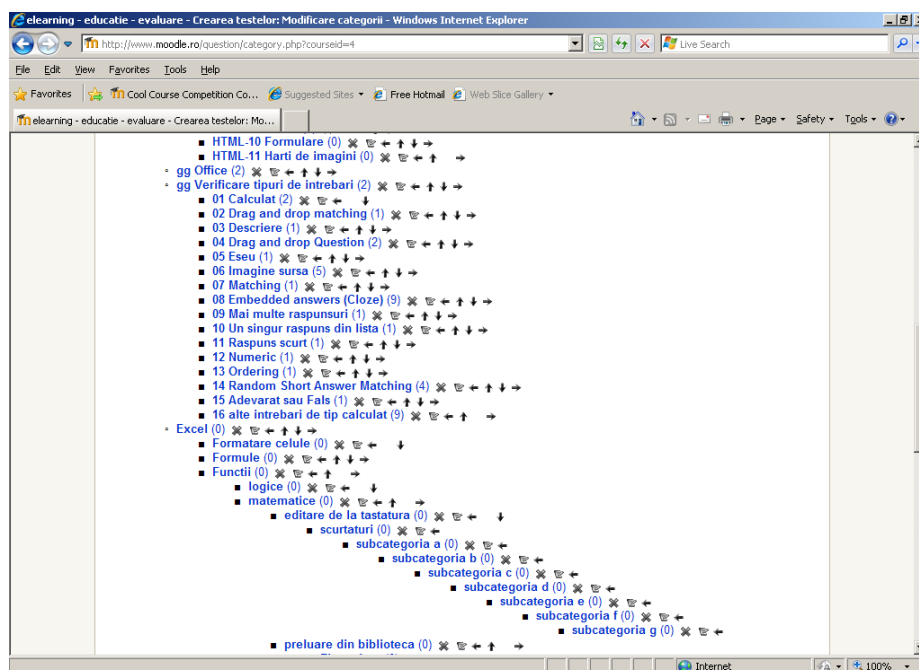 elearning - educatie - evaluare - Crearea testelor: Modificare categorii - Windows Internet Explorer
http://www.moodle.ro/question/category.php?courseid=4
Live Search
File Edit View Favorites Tools Help
Favorites Cool Course Competition Co... Suggested Sites Free Hotmail Web Slice Gallery
elearning - educatie - evaluare - Crearea testelor: Mo... Page Safety Tools
HTML-10 Formulare (0)
HTML-11 Harti de imagini (0)
gg Office (2)
gg Verificare tipuri de intrebari (2)
01 Calculat (2)
02 Drag and drop matching (1)
03 Descriere (1)
04 Drag and drop Question (2)
05 Eseu (1)
06 Imagine sursa (5)
07 Matching (1)
08 Embedded answers (Cloze) (9)
09 Mai multe raspunsuri (1)
10 Un singur raspuns din lista (1)
11 Raspuns scurt (1)
12 Numeric (1)
13 Ordering (1)
14 Random Short Answer Matching (4)
15 Adevarat sau Fals (1)
16 alte intrebari de tip calculat (9)
Excel (0)
Formatare celule (0)
Formule (0)
Functii (0)
logice (0)
matematice (0)
editare de la tastatura (0)
scurtaturi (0)
subcategoria a (0)
subcategoria b (0)
subcategoria c (0)
subcategoria d (0)
subcategoria e (0)
subcategoria f (0)
subcategoria g (0)
preluare din biblioteca (0)
Internet 100%